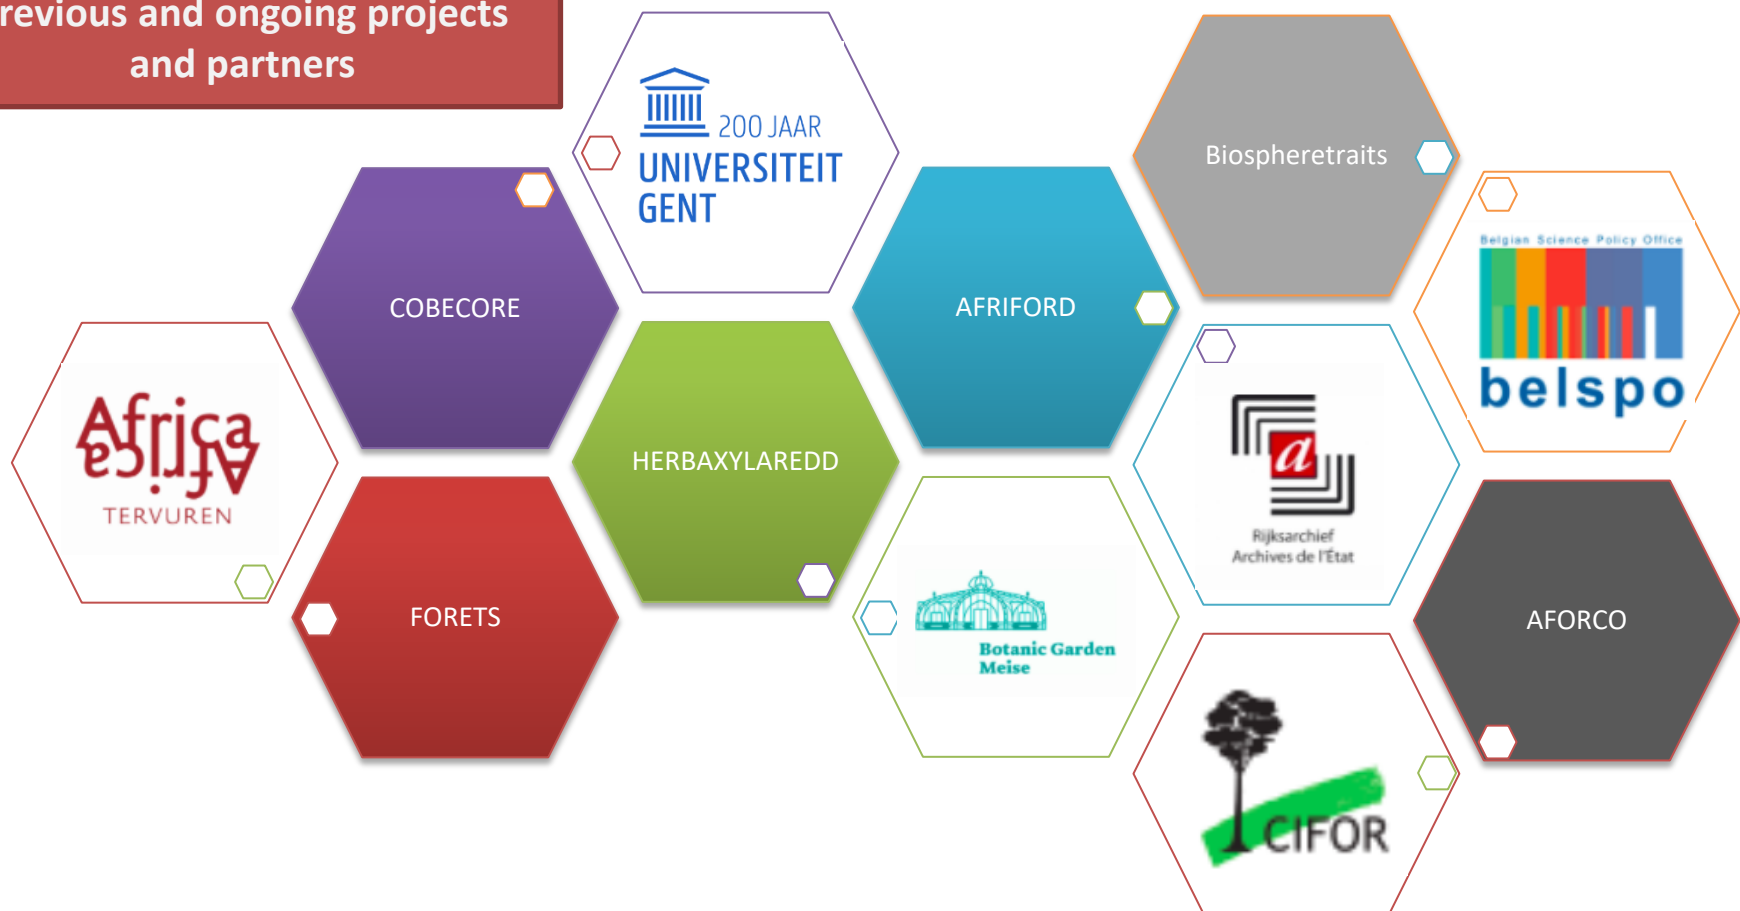 revious and ongoing projects
and partners
200 JAAR
UNIVERSITEIT
GENT
Biospheretraits
COBECORE
AFRIFORD
Belgian Science Policy Office
belspo
Africa
Africa
TERVUREN
HERBAXYLAREDD
a
Rijksarchief
Archives de l'État
FORETS
Botanic Garden
Meise
AFORCO
CIFOR